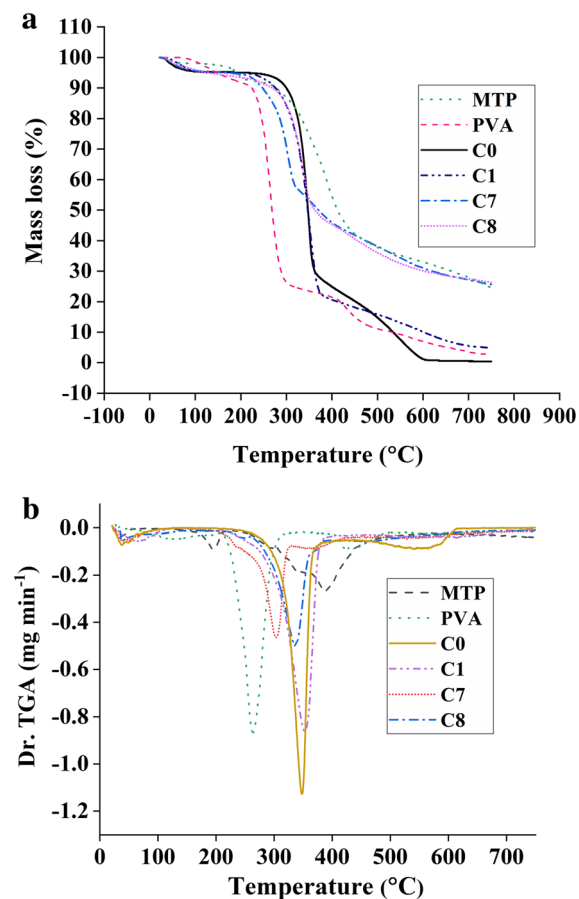 a
110
100
90
80
70
60
50
40
30
20
10
0
-10
Mass loss (%)
MTP
PVA
C0
C1
C7
C8
-100 0 100 200 300 400 500 600 700 800 900
Temperature (°C)
b
0.0
-0.2
-0.4
-0.6
-0.8
-1.0
-1.2
Dr. TGA (mg min⁻¹)
MTP
PVA
C0
C1
C7
C8
0 100 200 300 400 500 600 700
Temperature (°C)